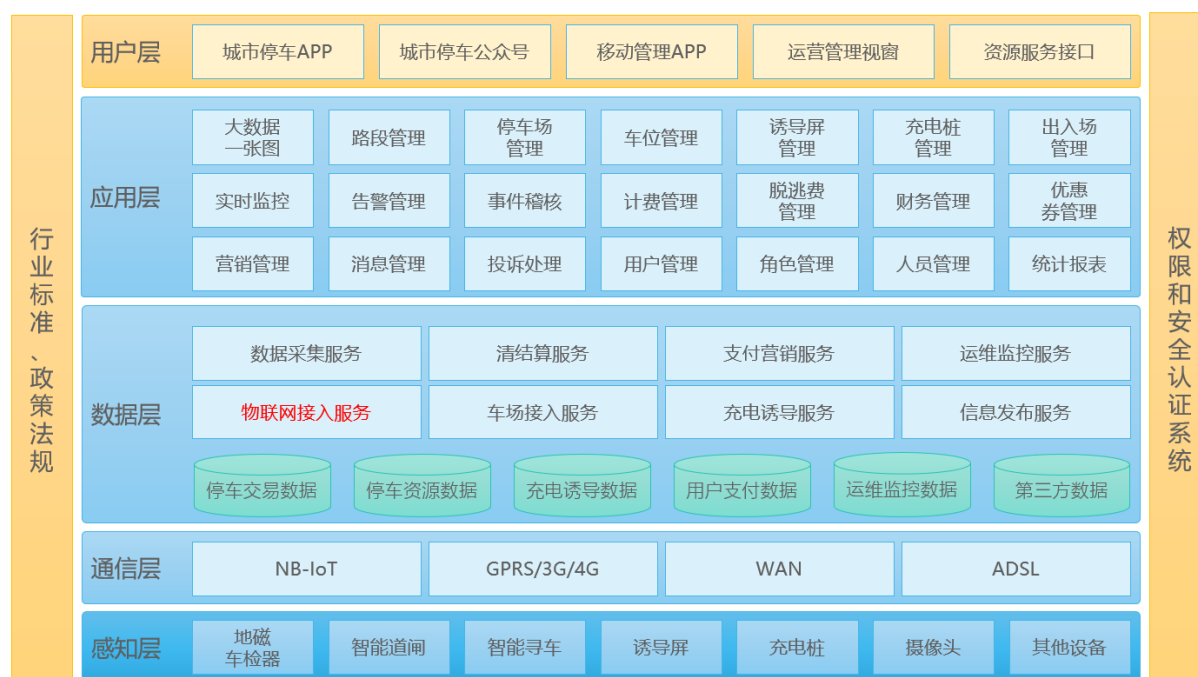 行业标准、政策法规
用户层
城市停车APP
城市停车公众号
移动管理APP
运营管理视窗
资源服务接口
应用层
大数据
一张图
路段管理
停车场
管理
车位管理
诱导屏
管理
充电桩
管理
出入场
管理
实时监控
告警管理
事件稽核
计费管理
脱逃费
管理
财务管理
优惠
券管理
营销管理
消息管理
投诉处理
用户管理
角色管理
人员管理
统计报表
数据层
数据采集服务
清结算服务
支付营销服务
运维监控服务
物联网接入服务
车场接入服务
充电诱导服务
信息发布服务
停车交易数据
停车资源数据
充电诱导数据
用户支付数据
运维监控数据
第三方数据
通信层
NB-IoT
GPRS/3G/4G
WAN
ADSL
感知层
地磁
车检器
智能道闸
智能寻车
诱导屏
充电桩
摄像头
其他设备
权限和安全认证系统